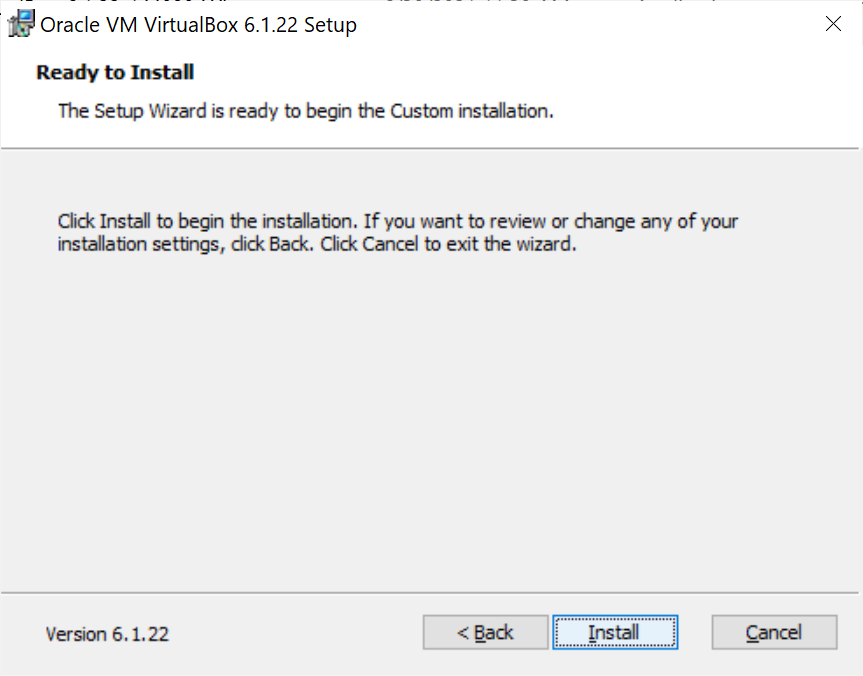 Oracle VM VirtualBox 6.1.22 Setup
Ready to Install
The Setup Wizard is ready to begin the Custom installation.
Click Install to begin the installation. If you want to review or change any of your
installation settings, click Back. Click Cancel to exit the wizard.
Version 6.1.22
< Back
Install
Cancel